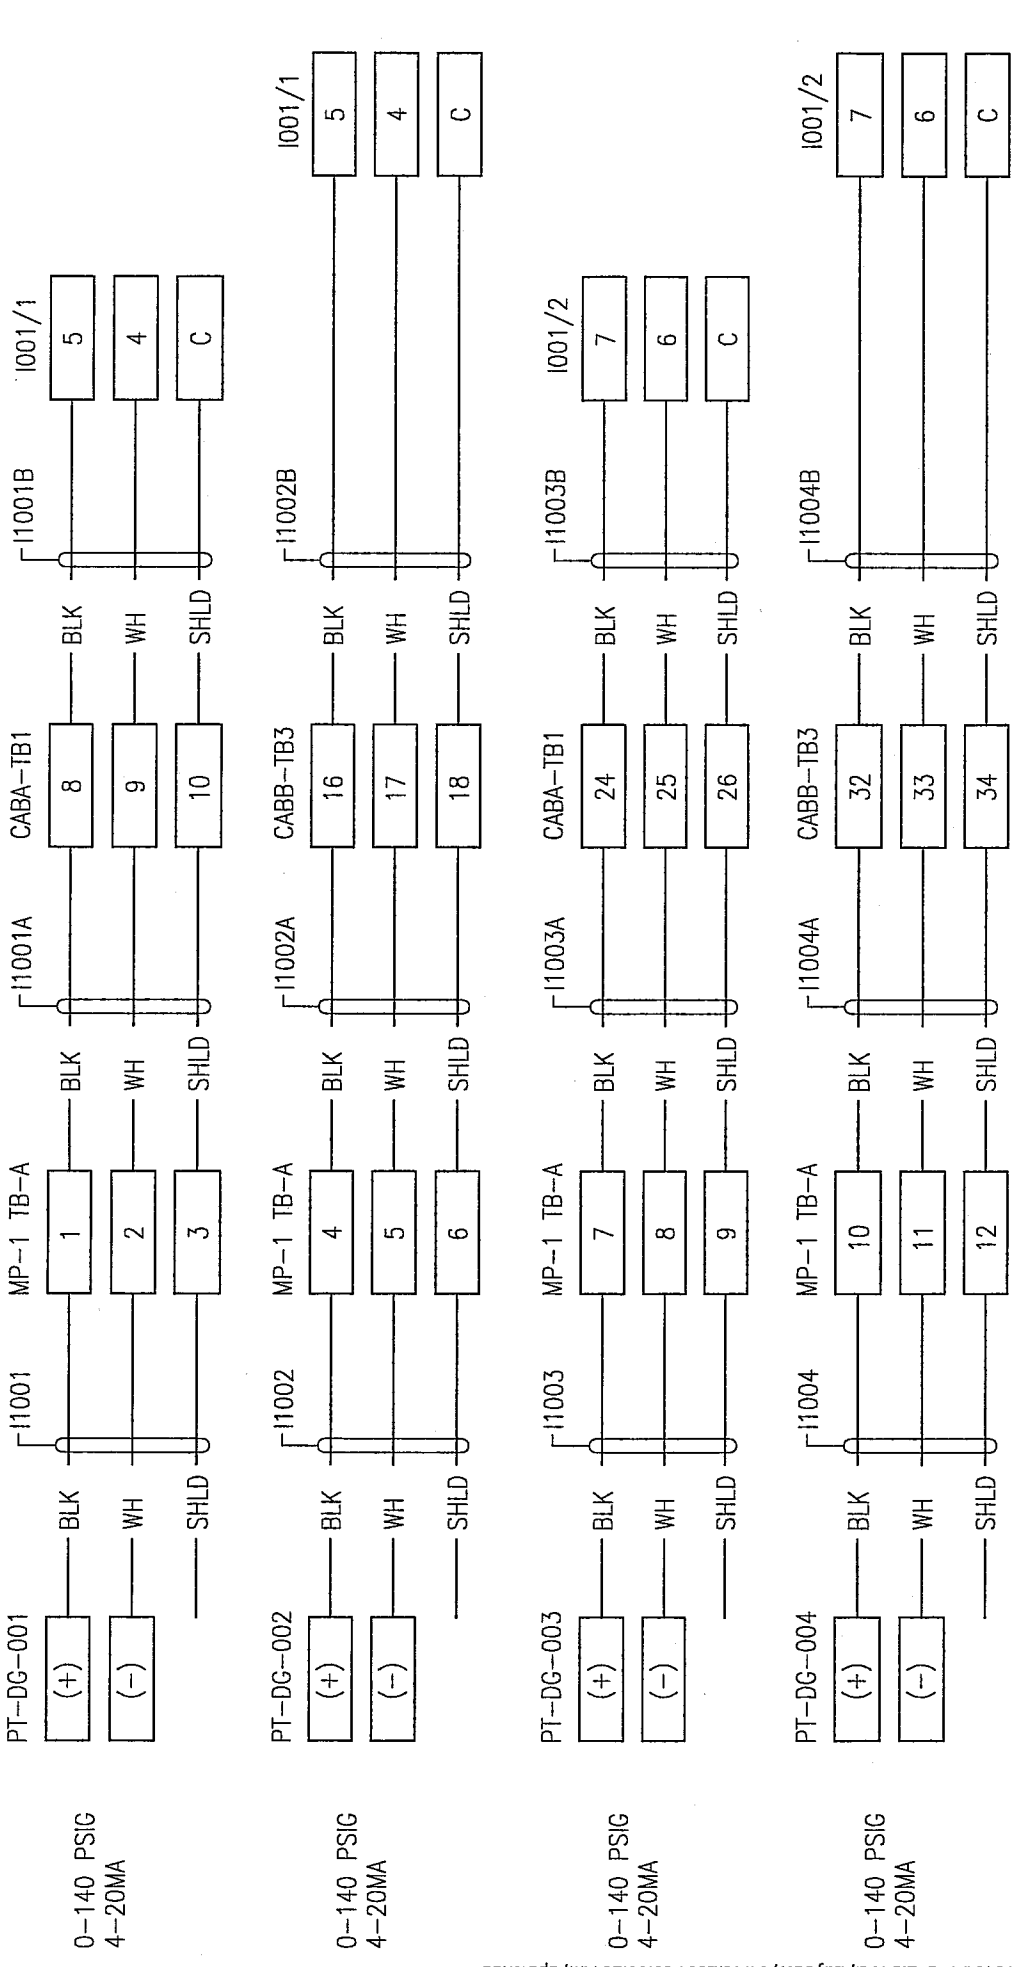 0-140 PSIG
4-20MA
PT-DG-001
(+)
(-)
BLK
WH
SHLD
I1001
MP-1 TB-A
1
2
3
BLK
WH
SHLD
I1001A
CABA-TB1
8
9
10
BLK
WH
SHLD
I1001B
I001/1
5
4
C
0-140 PSIG
4-20MA
PT-DG-002
(+)
(-)
BLK
WH
SHLD
I1002
MP-1 TB-A
4
5
6
BLK
WH
SHLD
I1002A
CABB-TB3
16
17
18
BLK
WH
SHLD
I1002B
I001/1
5
4
C
0-140 PSIG
4-20MA
PT-DG-003
(+)
(-)
BLK
WH
SHLD
I1003
MP-1 TB-A
7
8
9
BLK
WH
SHLD
I1003A
CABA-TB1
24
25
26
BLK
WH
SHLD
I1003B
I001/2
7
6
C
0-140 PSIG
4-20MA
PT-DG-004
(+)
(-)
BLK
WH
SHLD
I1004
MP-1 TB-A
10
11
12
BLK
WH
SHLD
I1004A
CABB-TB3
32
33
34
BLK
WH
SHLD
I1004B
I001/2
7
6
C